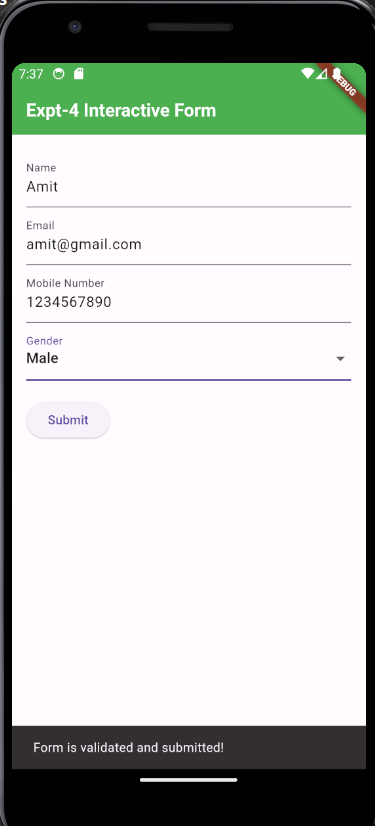 s
7:37
DEBUG
Expt-4 Interactive Form
Name
Amit
Email
amit@gmail.com
Mobile Number
1234567890
Gender
Male
Submit
Form is validated and submitted!